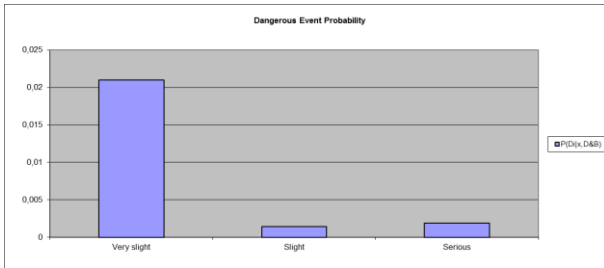 Dangerous Event Probability
0,025
0,02
0,015
0,01
0,005
0
Very slight
Slight
Serious
P(Di|x,D&B)